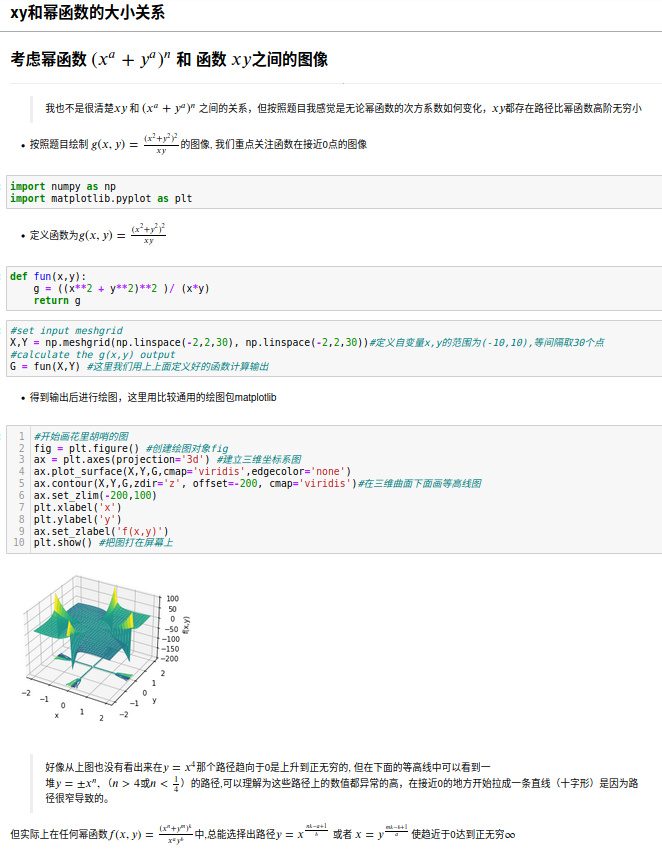 xy和幂函数的大小关系
考虑幂函数 (x^a + y^a)^n 和 函数 xy之间的图像
我也不是很清楚xy 和 (x^a + y^a)^n 之间的关系，但按照题目我感觉是无论幂函数的次方系数如何变化，xy都存在路径比幂函数高阶无穷小
• 按照题目绘制 g(x, y) = (x^2+y^2)^2/xy 的图像, 我们重点关注函数在接近0点的图像
import numpy as np
import matplotlib.pyplot as plt
• 定义函数为g(x, y) = (x^2+y^2)^2/xy
def fun(x,y):
    g = ((x**2 + y**2)**2 )/ (x*y)
    return g
#set input meshgrid
X,Y = np.meshgrid(np.linspace(-2,2,30), np.linspace(-2,2,30))#定义自变量x,y的范围为(-10,10),等间隔取30个点
#calculate the g(x,y) output
G = fun(X,Y) #这里我们用上上面定义好的函数计算输出
• 得到输出后进行绘图，这里用比较通用的绘图包matplotlib
1 #开始画花里胡哨的图
2 fig = plt.figure() #创建绘图对象fig
3 ax = plt.axes(projection='3d') #建立三维坐标系图
4 ax.plot_surface(X,Y,G,cmap='viridis',edgecolor='none')
5 ax.contour(X,Y,G,zdir='z', offset=-200, cmap='viridis')#在三维曲面下面画等高线图
6 ax.set_zlim(-200,100)
7 plt.xlabel('x')
8 plt.ylabel('y')
9 ax.set_zlabel('f(x,y)')
10 plt.show() #把图打在屏幕上
100
50
0
−50
−100
−150
−200
f(x,y)
−2 −1 0 1 2
x
−2 −1 0 1 2
y
好像从上图也没有看出来在y = x^4那个路径趋向于0是上升到正无穷的, 但在下面的等高线中可以看到一
堆y = ±x^n, （n > 4或n < 1/4）的路径,可以理解为这些路径上的数值都异常的高，在接近0的地方开始拉成一条直线（十字形）是因为路
径很窄导致的。
但实际上在任何幂函数f(x, y) = (x^n+y^m)^k/x^a y^b 中,总能选择出路径y = x^{(nk−a+1)/b} 或者 x = y^{(mk−b+1)/a} 使趋近于0达到正无穷∞